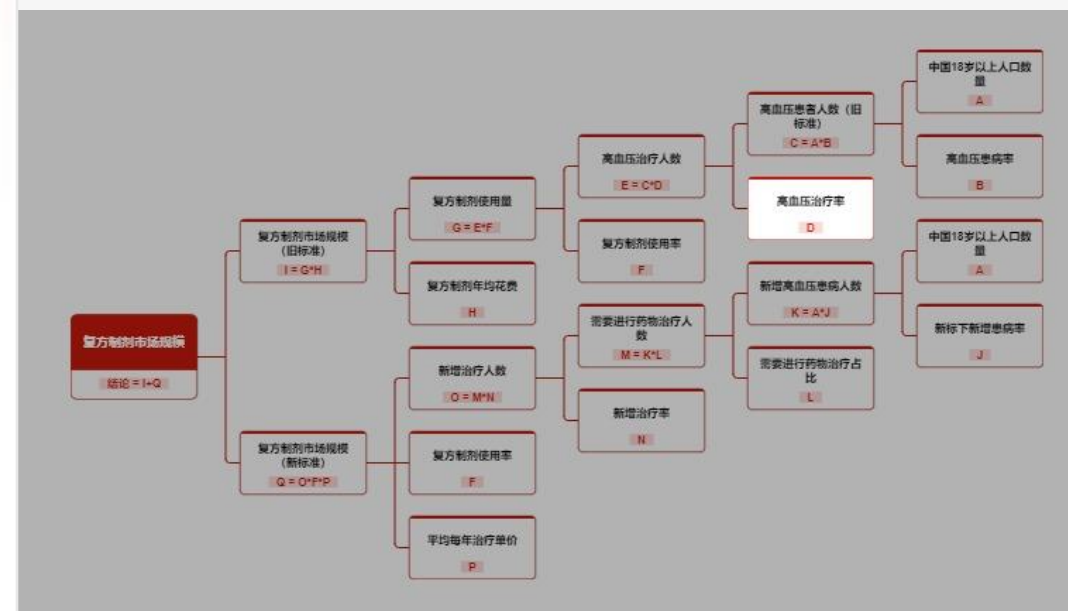 中国18岁以上人口数
量
A
高血压患者人数（旧
标准）
C = A*B
高血压治疗人数
E = C*D
高血压患病率
B
复方制剂使用量
G = E*F
高血压治疗率
D
复方制剂市场规模
(旧标准)
I = G*H
复方制剂使用率
F
中国18岁以上人口数
量
A
复方制剂年均花费
H
新增高血压患病人数
K = A*J
需要进行药物治疗人
数
M = K*L
新标下新增患病率
J
复方制剂市场规模
结论 = I+Q
新增治疗人数
O = M*N
需要进行药物治疗占
比
L
新增治疗率
N
复方制剂市场规模
(新标准)
Q = O*F*P
复方制剂使用率
F
平均每年治疗单价
P